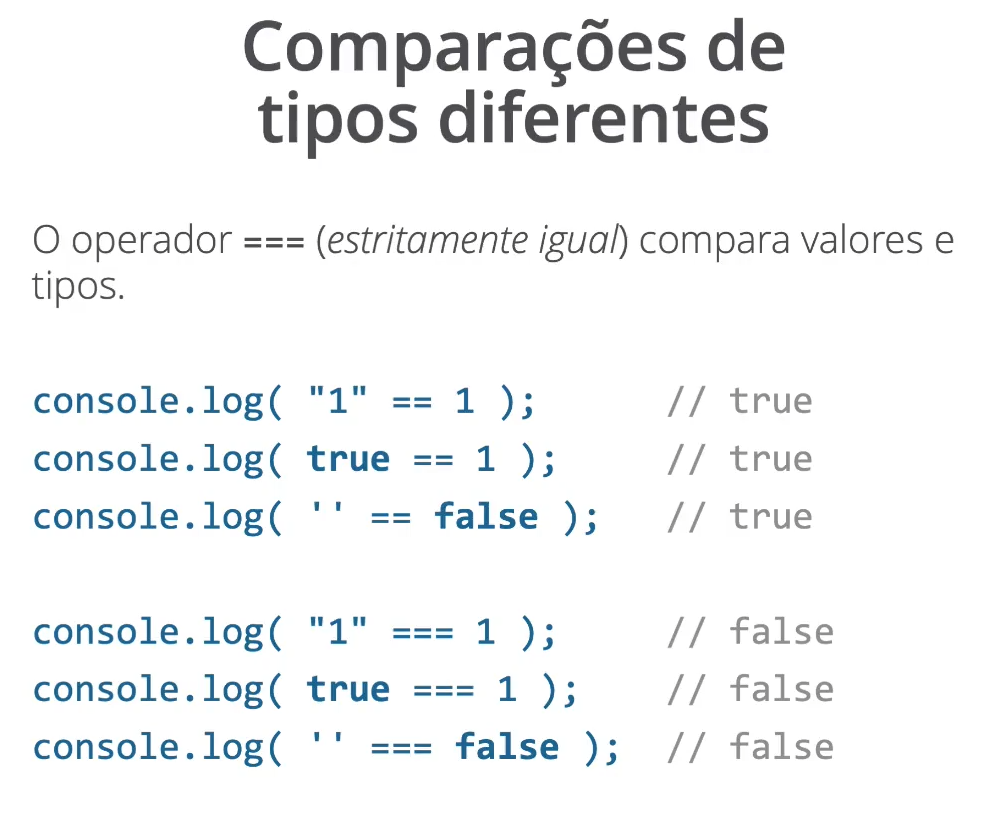 Comparações de
tipos diferentes
O operador === (estritamente igual) compara valores e
tipos.
console.log( "1" == 1 );      // true
console.log( true == 1 );     // true
console.log( '' == false );   // true
console.log( "1" === 1 );     // false
console.log( true === 1 );    // false
console.log( '' === false );  // false